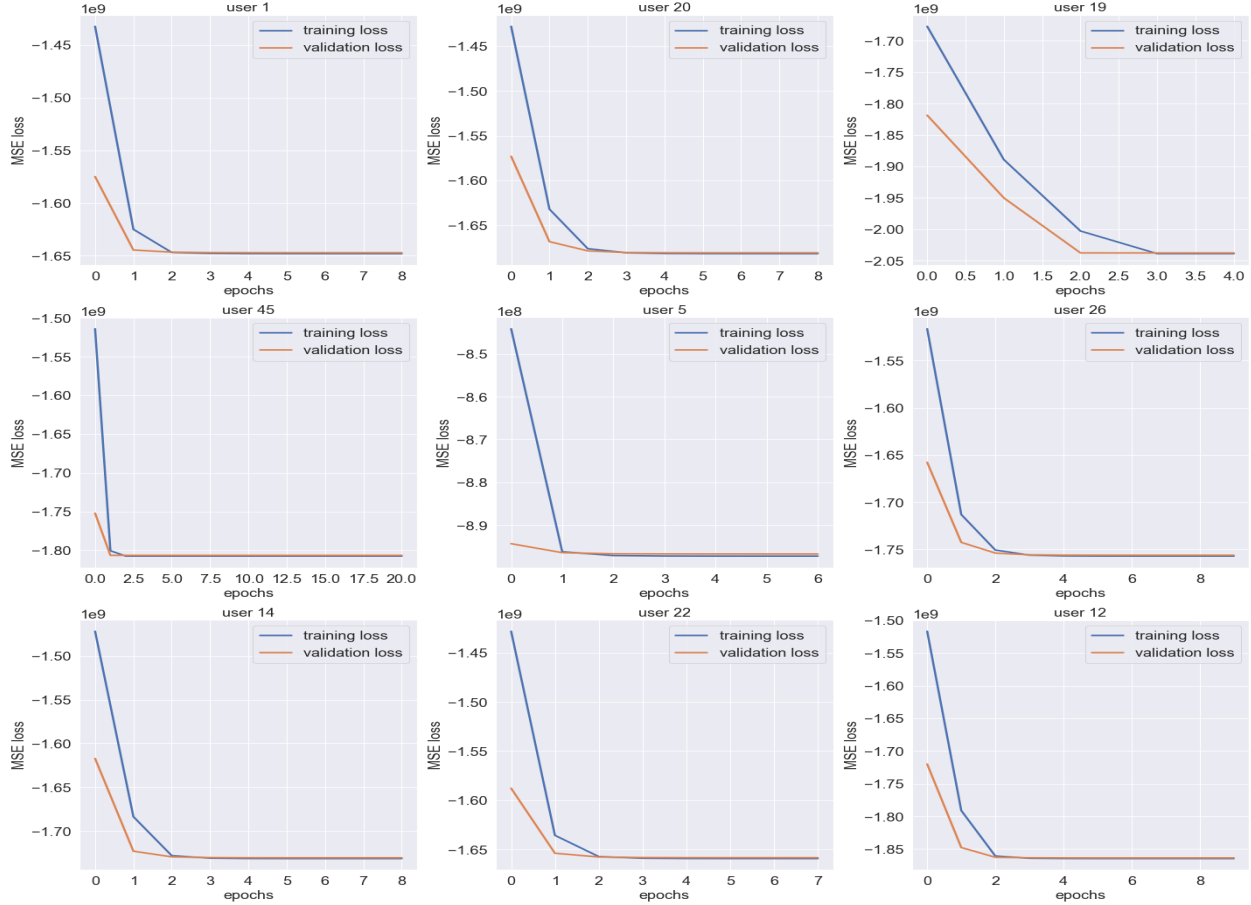 user 1
1e9
training loss
validation loss
−1.45
−1.50
−1.55
−1.60
−1.65
MSE loss
0 1 2 3 4 5 6 7 8
epochs
user 20
1e9
training loss
validation loss
−1.45
−1.50
−1.55
−1.60
−1.65
MSE loss
0 1 2 3 4 5 6 7 8
epochs
user 19
1e9
training loss
validation loss
−1.70
−1.75
−1.80
−1.85
−1.90
−1.95
−2.00
−2.05
MSE loss
0.0 0.5 1.0 1.5 2.0 2.5 3.0 3.5 4.0
epochs
user 45
1e9
training loss
validation loss
−1.50
−1.55
−1.60
−1.65
−1.70
−1.75
−1.80
MSE loss
0.0 2.5 5.0 7.5 10.0 12.5 15.0 17.5 20.0
epochs
user 5
1e8
training loss
validation loss
−8.5
−8.6
−8.7
−8.8
−8.9
MSE loss
0 1 2 3 4 5 6
epochs
user 26
1e9
training loss
validation loss
−1.55
−1.60
−1.65
−1.70
−1.75
MSE loss
0 2 4 6 8
epochs
user 14
1e9
training loss
validation loss
−1.50
−1.55
−1.60
−1.65
−1.70
MSE loss
0 1 2 3 4 5 6 7 8
epochs
user 22
1e9
training loss
validation loss
−1.45
−1.50
−1.55
−1.60
−1.65
MSE loss
0 1 2 3 4 5 6 7
epochs
user 12
1e9
training loss
validation loss
−1.50
−1.55
−1.60
−1.65
−1.70
−1.75
−1.80
−1.85
MSE loss
0 2 4 6 8
epochs